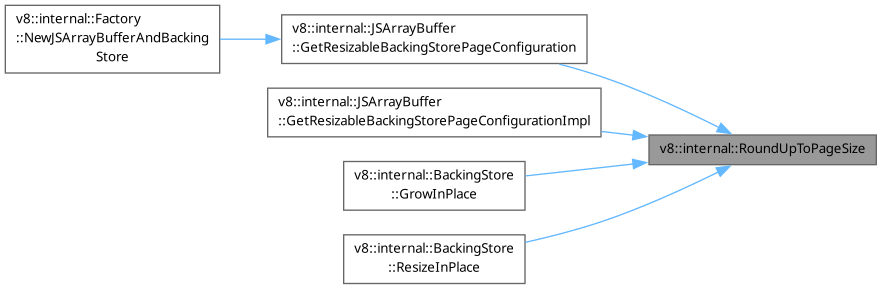 v8::internal::Factory
::NewJSArrayBufferAndBacking
Store
v8::internal::JSArrayBuffer
::GetResizableBackingStorePageConfiguration
v8::internal::JSArrayBuffer
::GetResizableBackingStorePageConfigurationImpl
v8::internal::RoundUpToPageSize
v8::internal::BackingStore
::GrowInPlace
v8::internal::BackingStore
::ResizeInPlace